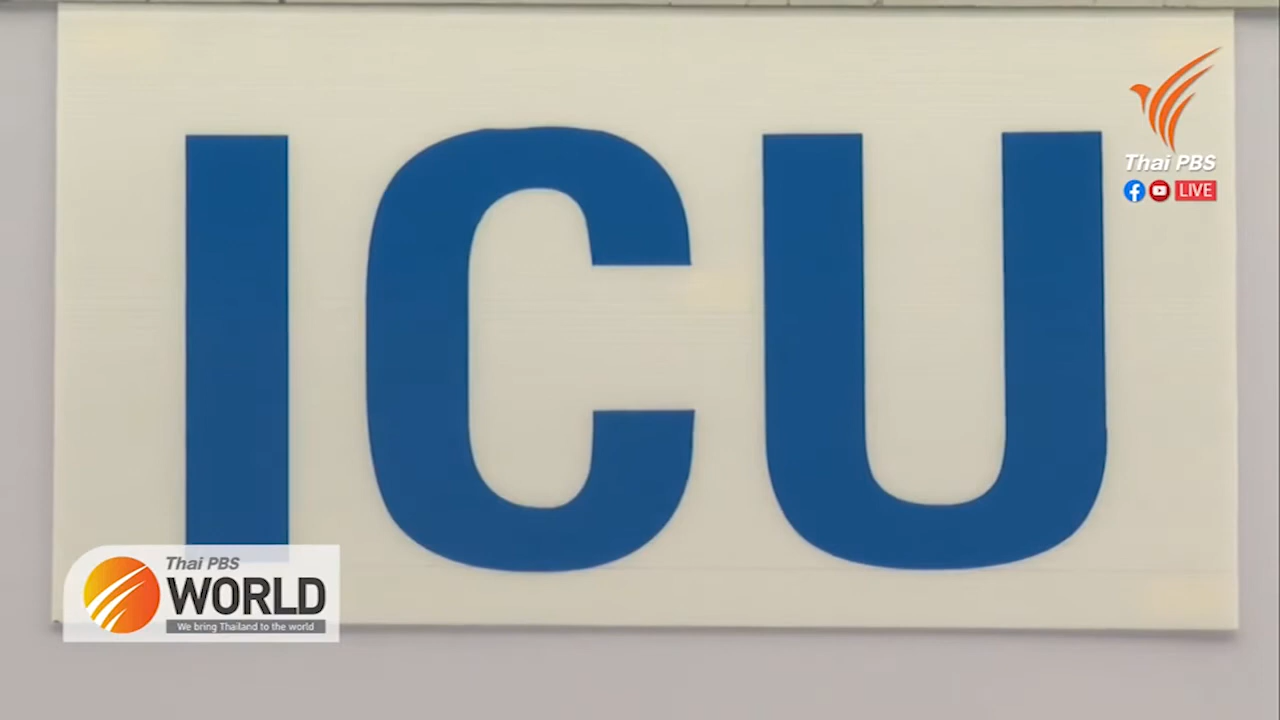 ICU
Thai PBS
LIVE
Thai PBS
WORLD
We bring Thailand to the world